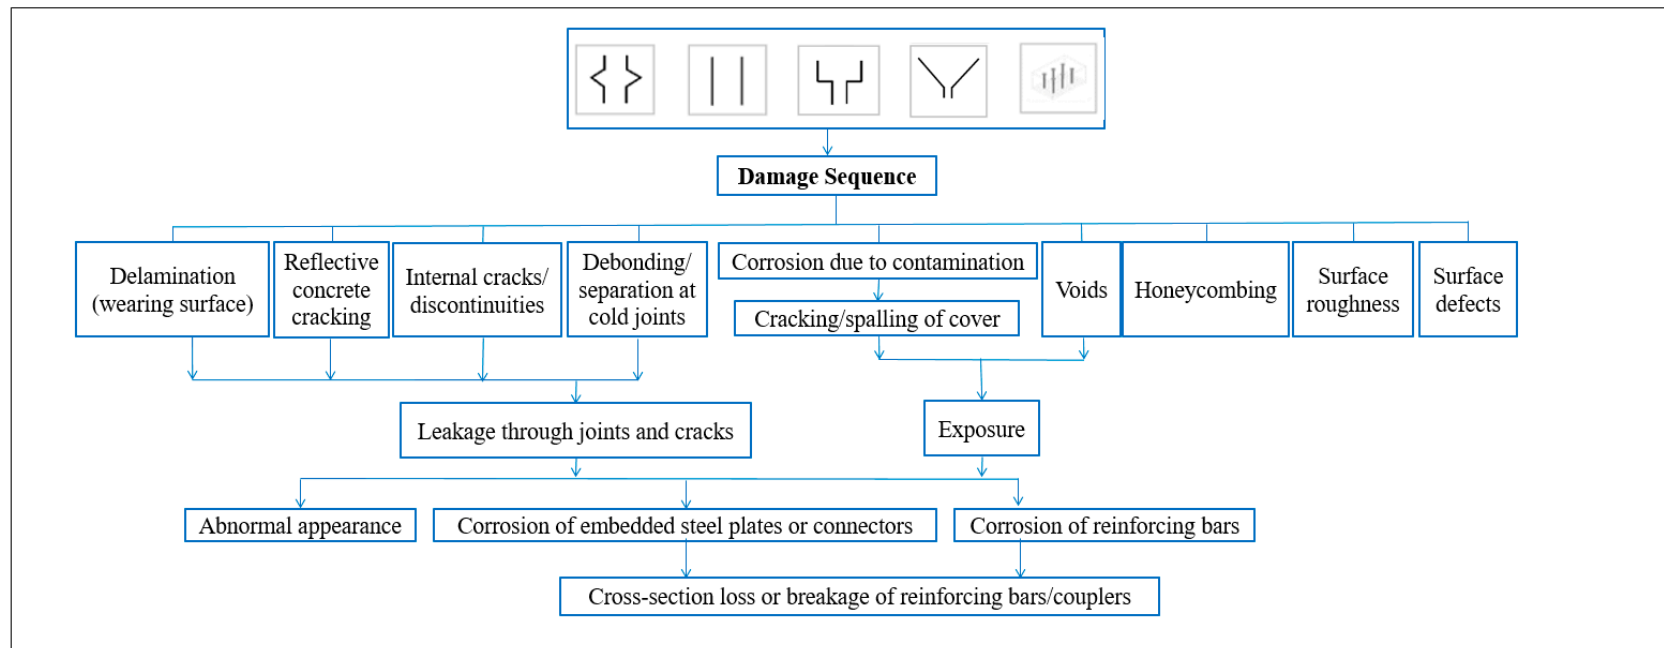 Damage Sequence
Delamination
(wearing surface)
Reflective
concrete
cracking
Internal cracks/
discontinuities
Debonding/
separation at
cold joints
Corrosion due to contamination
Cracking/spalling of cover
Voids
Honeycombing
Surface
roughness
Surface
defects
Leakage through joints and cracks
Exposure
Abnormal appearance
Corrosion of embedded steel plates or connectors
Corrosion of reinforcing bars
Cross-section loss or breakage of reinforcing bars/couplers